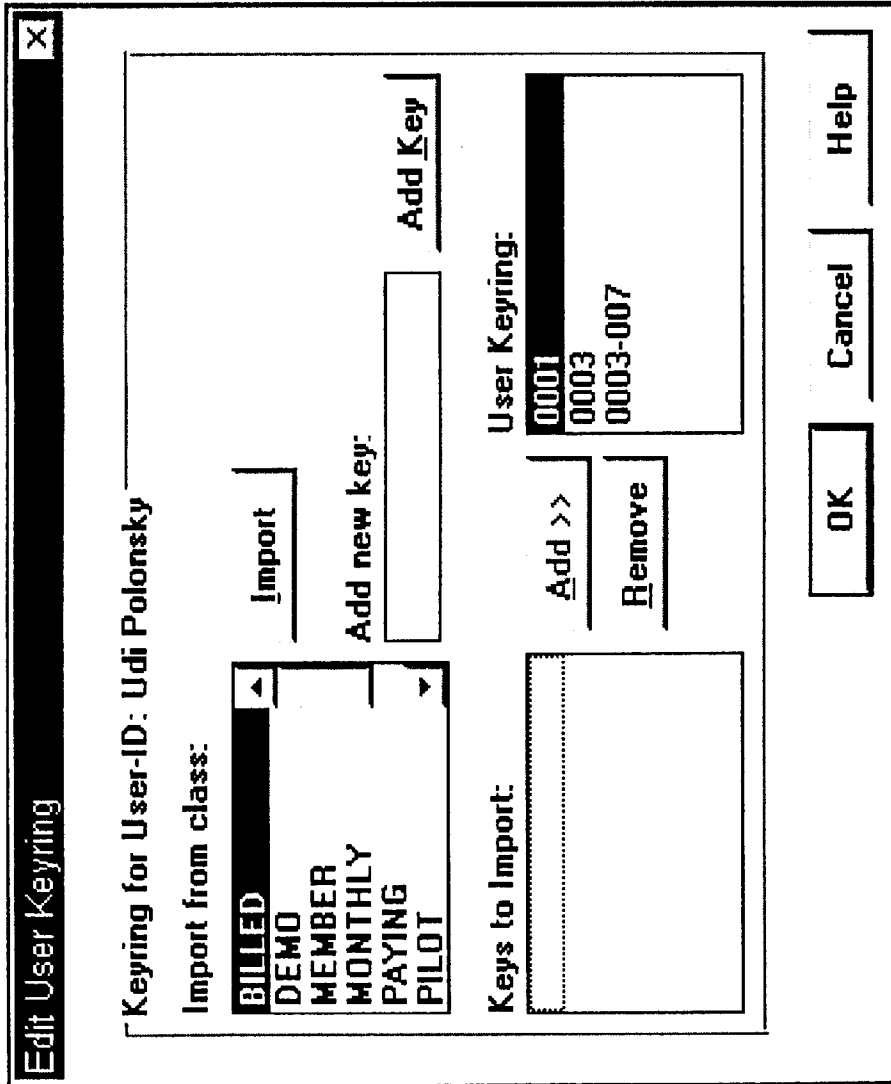 Edit User Keyring
Keyring for User-ID: Udi Polonsky
Import from class:
BILLED
DEMO
MEMBER
MONTHLY
PAYING
PILOT
Import
Add new key:
Add Key
Keys to Import:
Add >>
Remove
User Keyring:
0001
0003
0003-007
OK
Cancel
Help